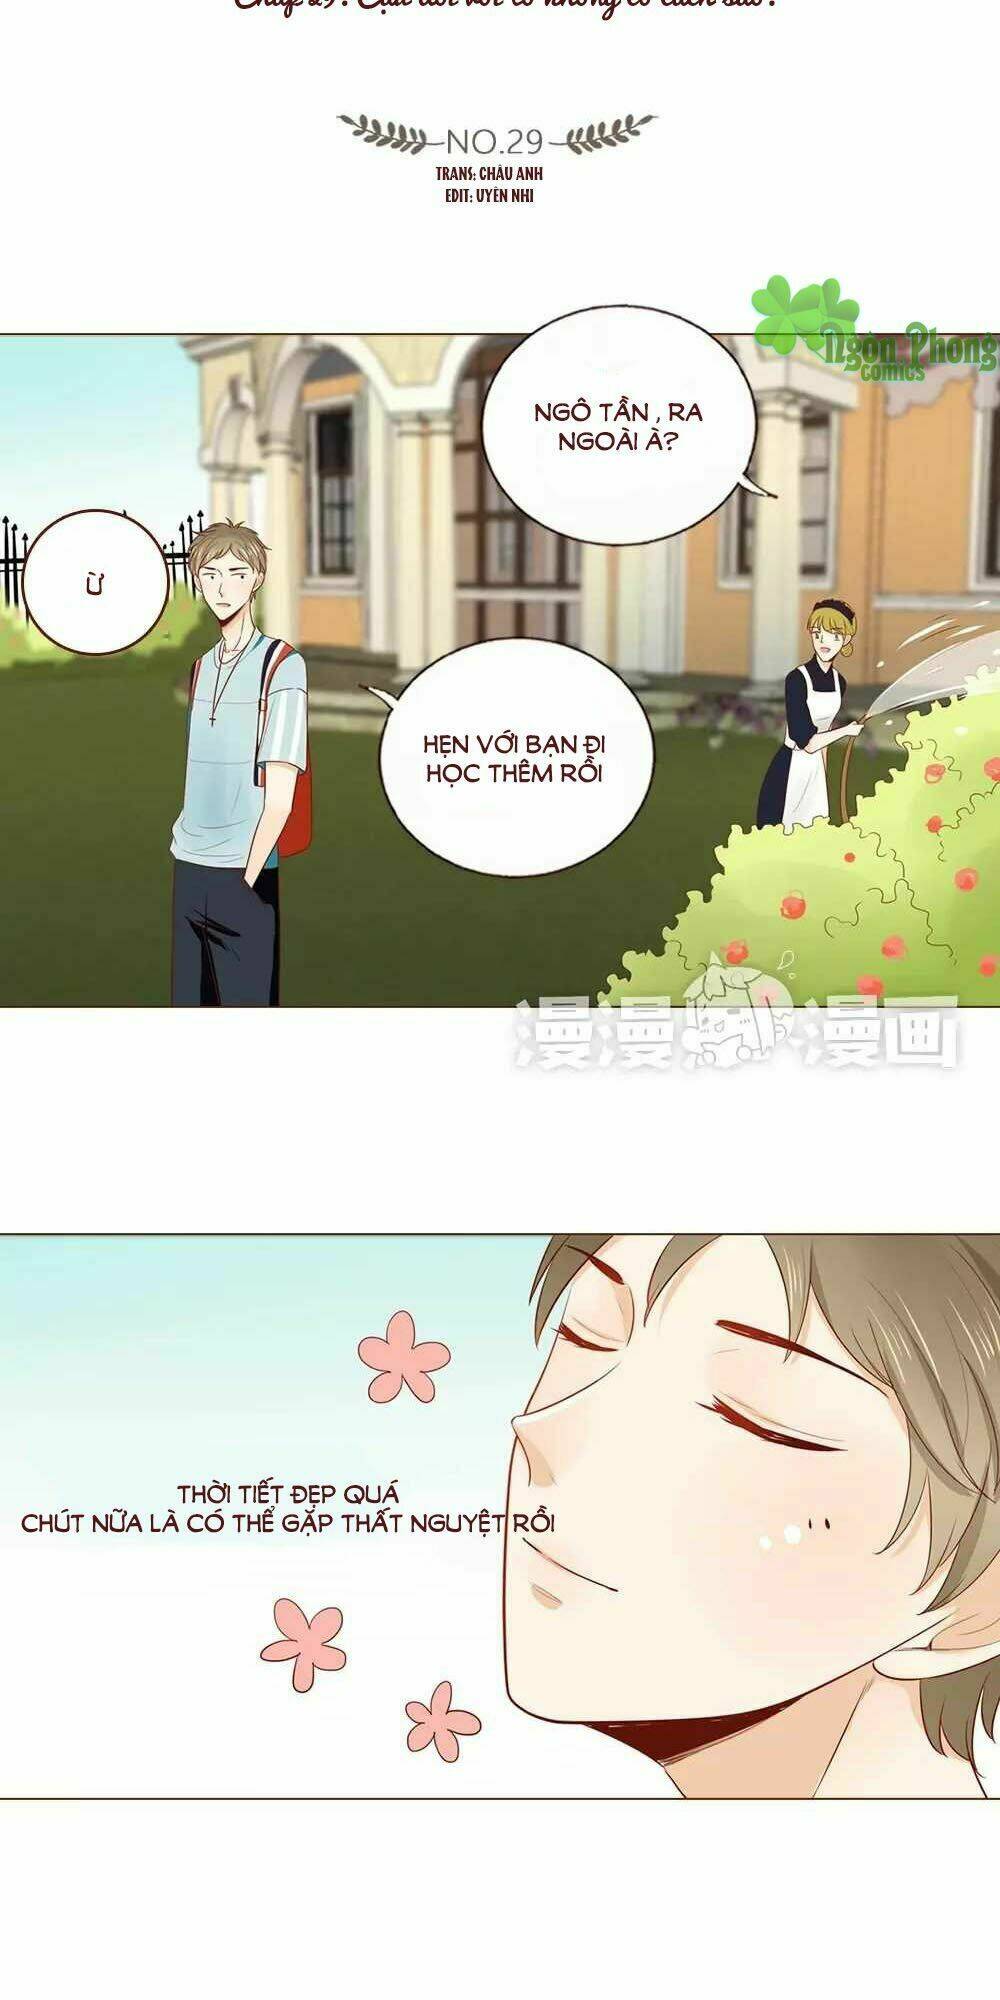 NO.29
TRANS: CHÂU ANH
EDIT: UYÊN NHI
Ngôn Phong
comics
NGÔ TẦN , RA
NGOÀI À?
Ừ
HẸN VỚI BẠN ĐI
HỌC THÊM RỒI
漫漫漫画
THỜI TIẾT ĐẸP QUÁ
CHÚT NỮA LÀ CÓ THỂ GẶP THẤT NGUYỆT RỒI